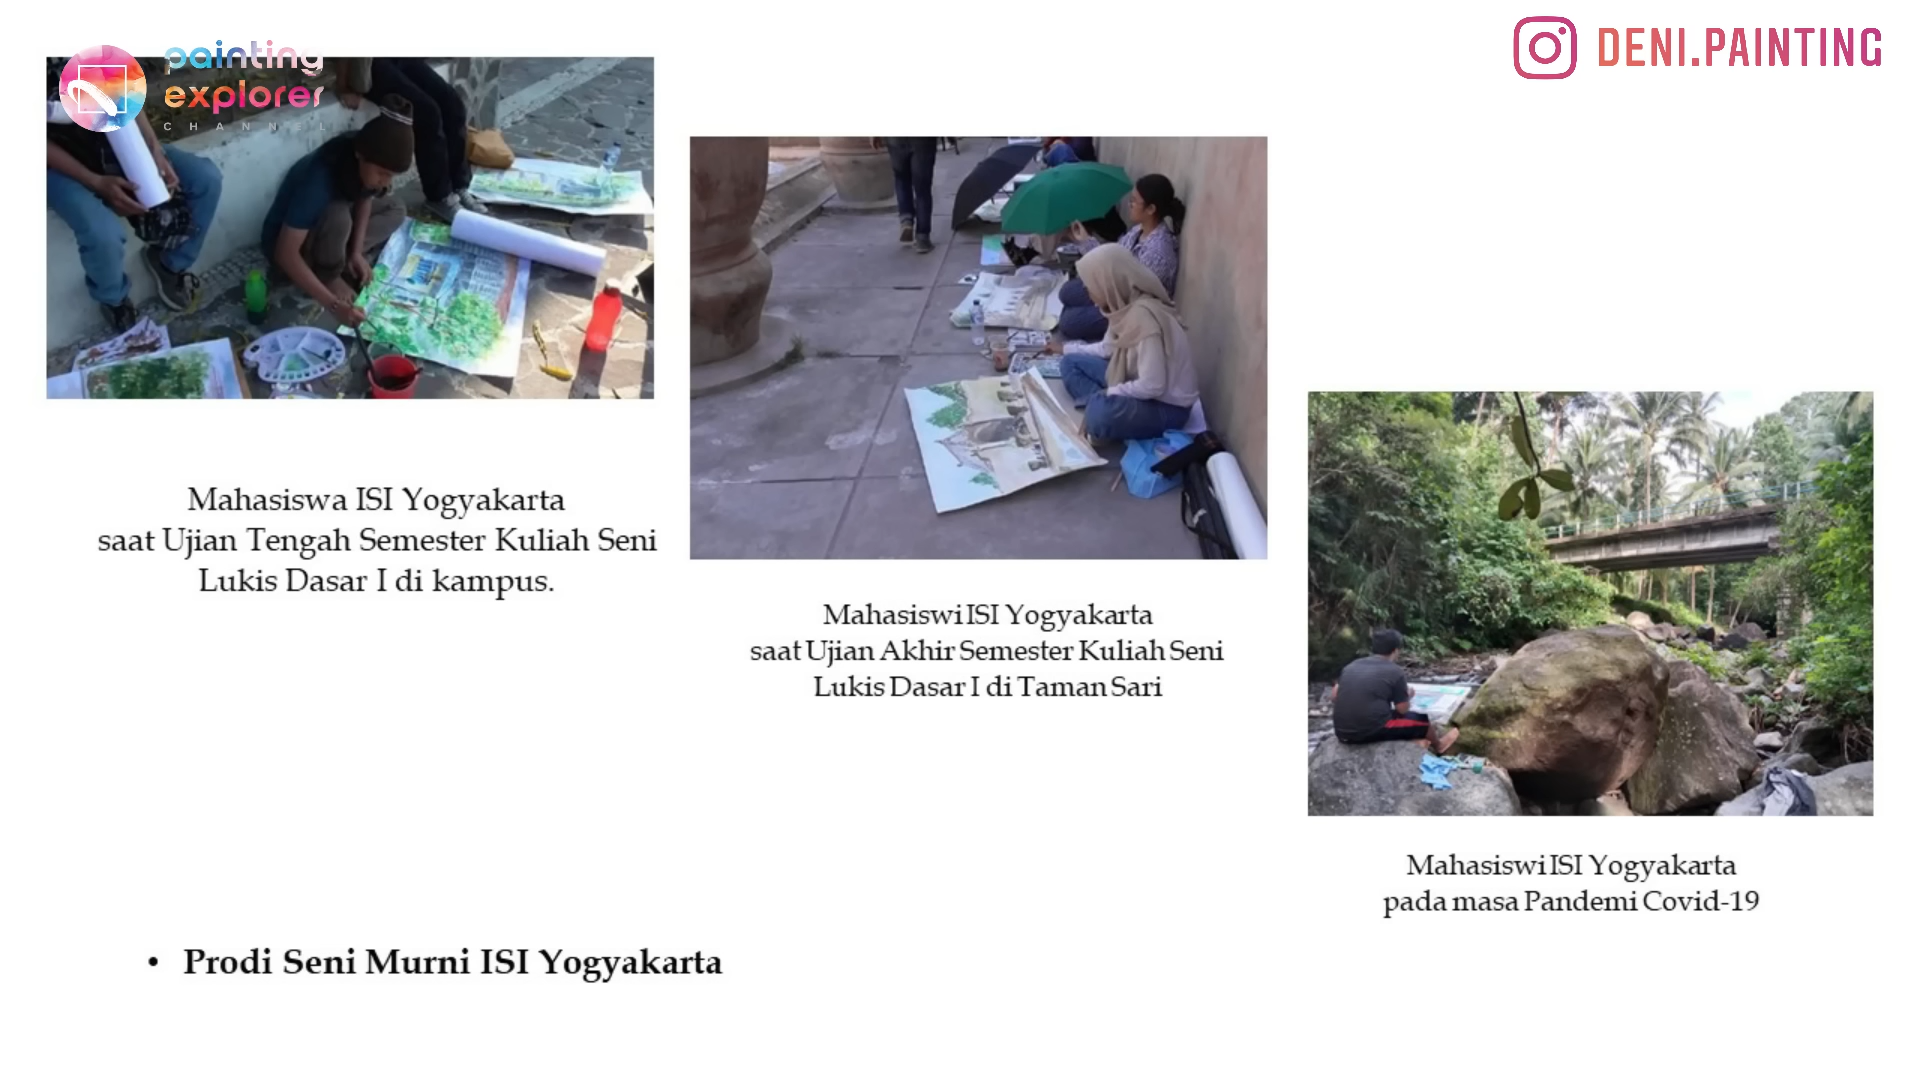 painting
explorer
CHANNEL
DENI.PAINTING
Mahasiswa ISI Yogyakarta
saat Ujian Tengah Semester Kuliah Seni
Lukis Dasar I di kampus.
Mahasiswi ISI Yogyakarta
saat Ujian Akhir Semester Kuliah Seni
Lukis Dasar I di Taman Sari
Mahasiswi ISI Yogyakarta
pada masa Pandemi Covid-19
• Prodi Seni Murni ISI Yogyakarta